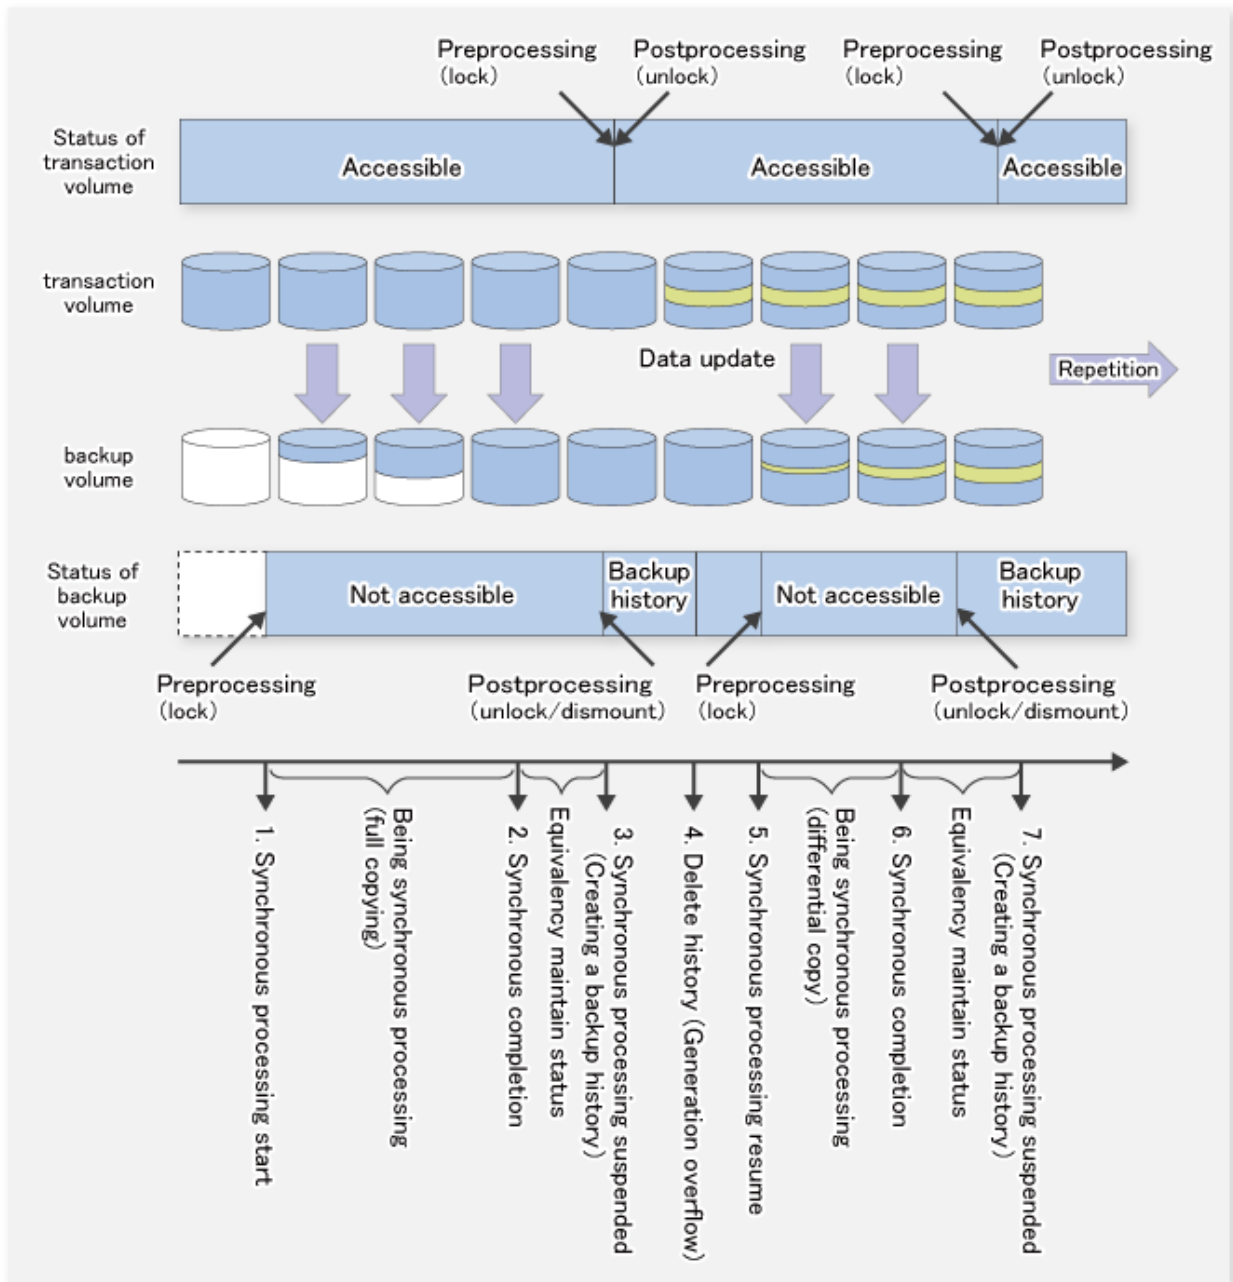 Preprocessing
(lock)
Postprocessing
(unlock)
Preprocessing
(lock)
Postprocessing
(unlock)
Status of
transaction
volume
Accessible
Accessible
Accessible
transaction
volume
Data update
Repetition
backup
volume
Status of
backup
volume
Not accessible
Backup
history
Not accessible
Backup
history
Preprocessing
(lock)
Postprocessing
(unlock/dismount)
Preprocessing
(lock)
Postprocessing
(unlock/dismount)
1. Synchronous processing start
Being synchronous processing
(full copying)
2. Synchronous completion
Equivalency maintain status
3. Synchronous processing suspended
(Creating a backup history)
4. Delete history (Generation overflow)
5. Synchronous processing resume
Being synchronous processing
(differential copy)
6. Synchronous completion
Equivalency maintain status
7. Synchronous processing suspended
(Creating a backup history)